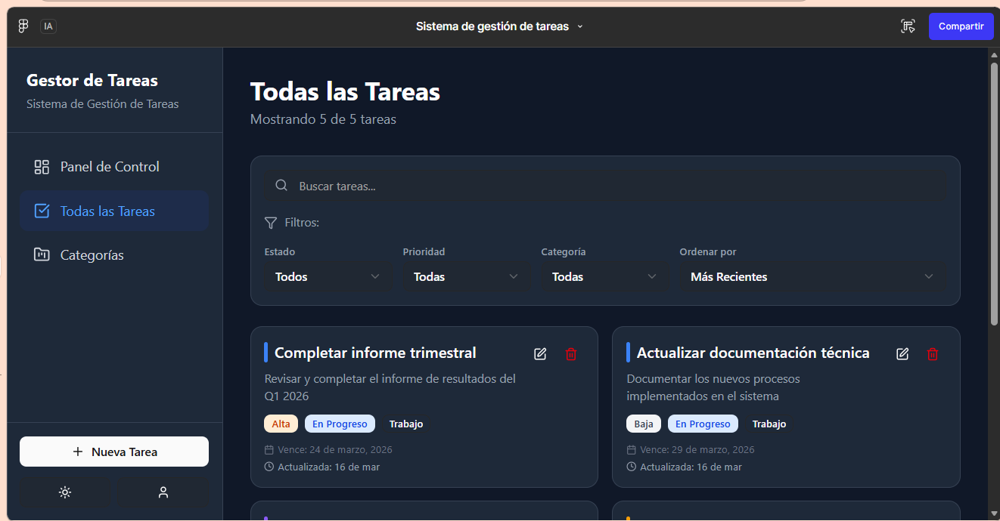 IA
Sistema de gestión de tareas
Compartir
Gestor de Tareas
Sistema de Gestión de Tareas
Panel de Control
Todas las Tareas
Categorías
Nueva Tarea
Todas las Tareas
Mostrando 5 de 5 tareas
Buscar tareas...
Filtros:
Estado
Prioridad
Categoría
Ordenar por
Todos
Todas
Todas
Más Recientes
Completar informe trimestral
Revisar y completar el informe de resultados del
Q1 2026
Alta
En Progreso
Trabajo
Vence: 24 de marzo, 2026
Actualizada: 16 de mar
Actualizar documentación técnica
Documentar los nuevos procesos
implementados en el sistema
Baja
En Progreso
Trabajo
Vence: 29 de marzo, 2026
Actualizada: 16 de mar